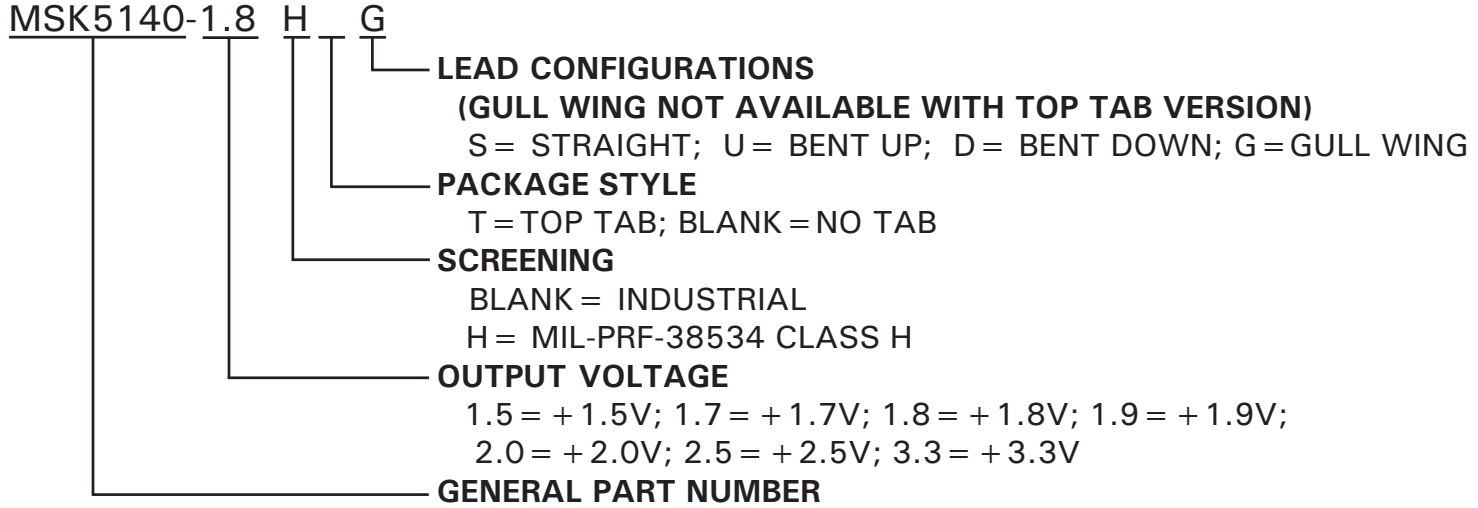 MSK5140-1.8 H _ G
LEAD CONFIGURATIONS
(GULL WING NOT AVAILABLE WITH TOP TAB VERSION)
S= STRAIGHT; U= BENT UP; D= BENT DOWN; G=GULL WING
PACKAGE STYLE
T=TOP TAB; BLANK=NO TAB
SCREENING
BLANK= INDUSTRIAL
H= MIL-PRF-38534 CLASS H
OUTPUT VOLTAGE
1.5=+1.5V; 1.7=+1.7V; 1.8=+1.8V; 1.9=+1.9V;
2.0=+2.0V; 2.5=+2.5V; 3.3=+3.3V
GENERAL PART NUMBER